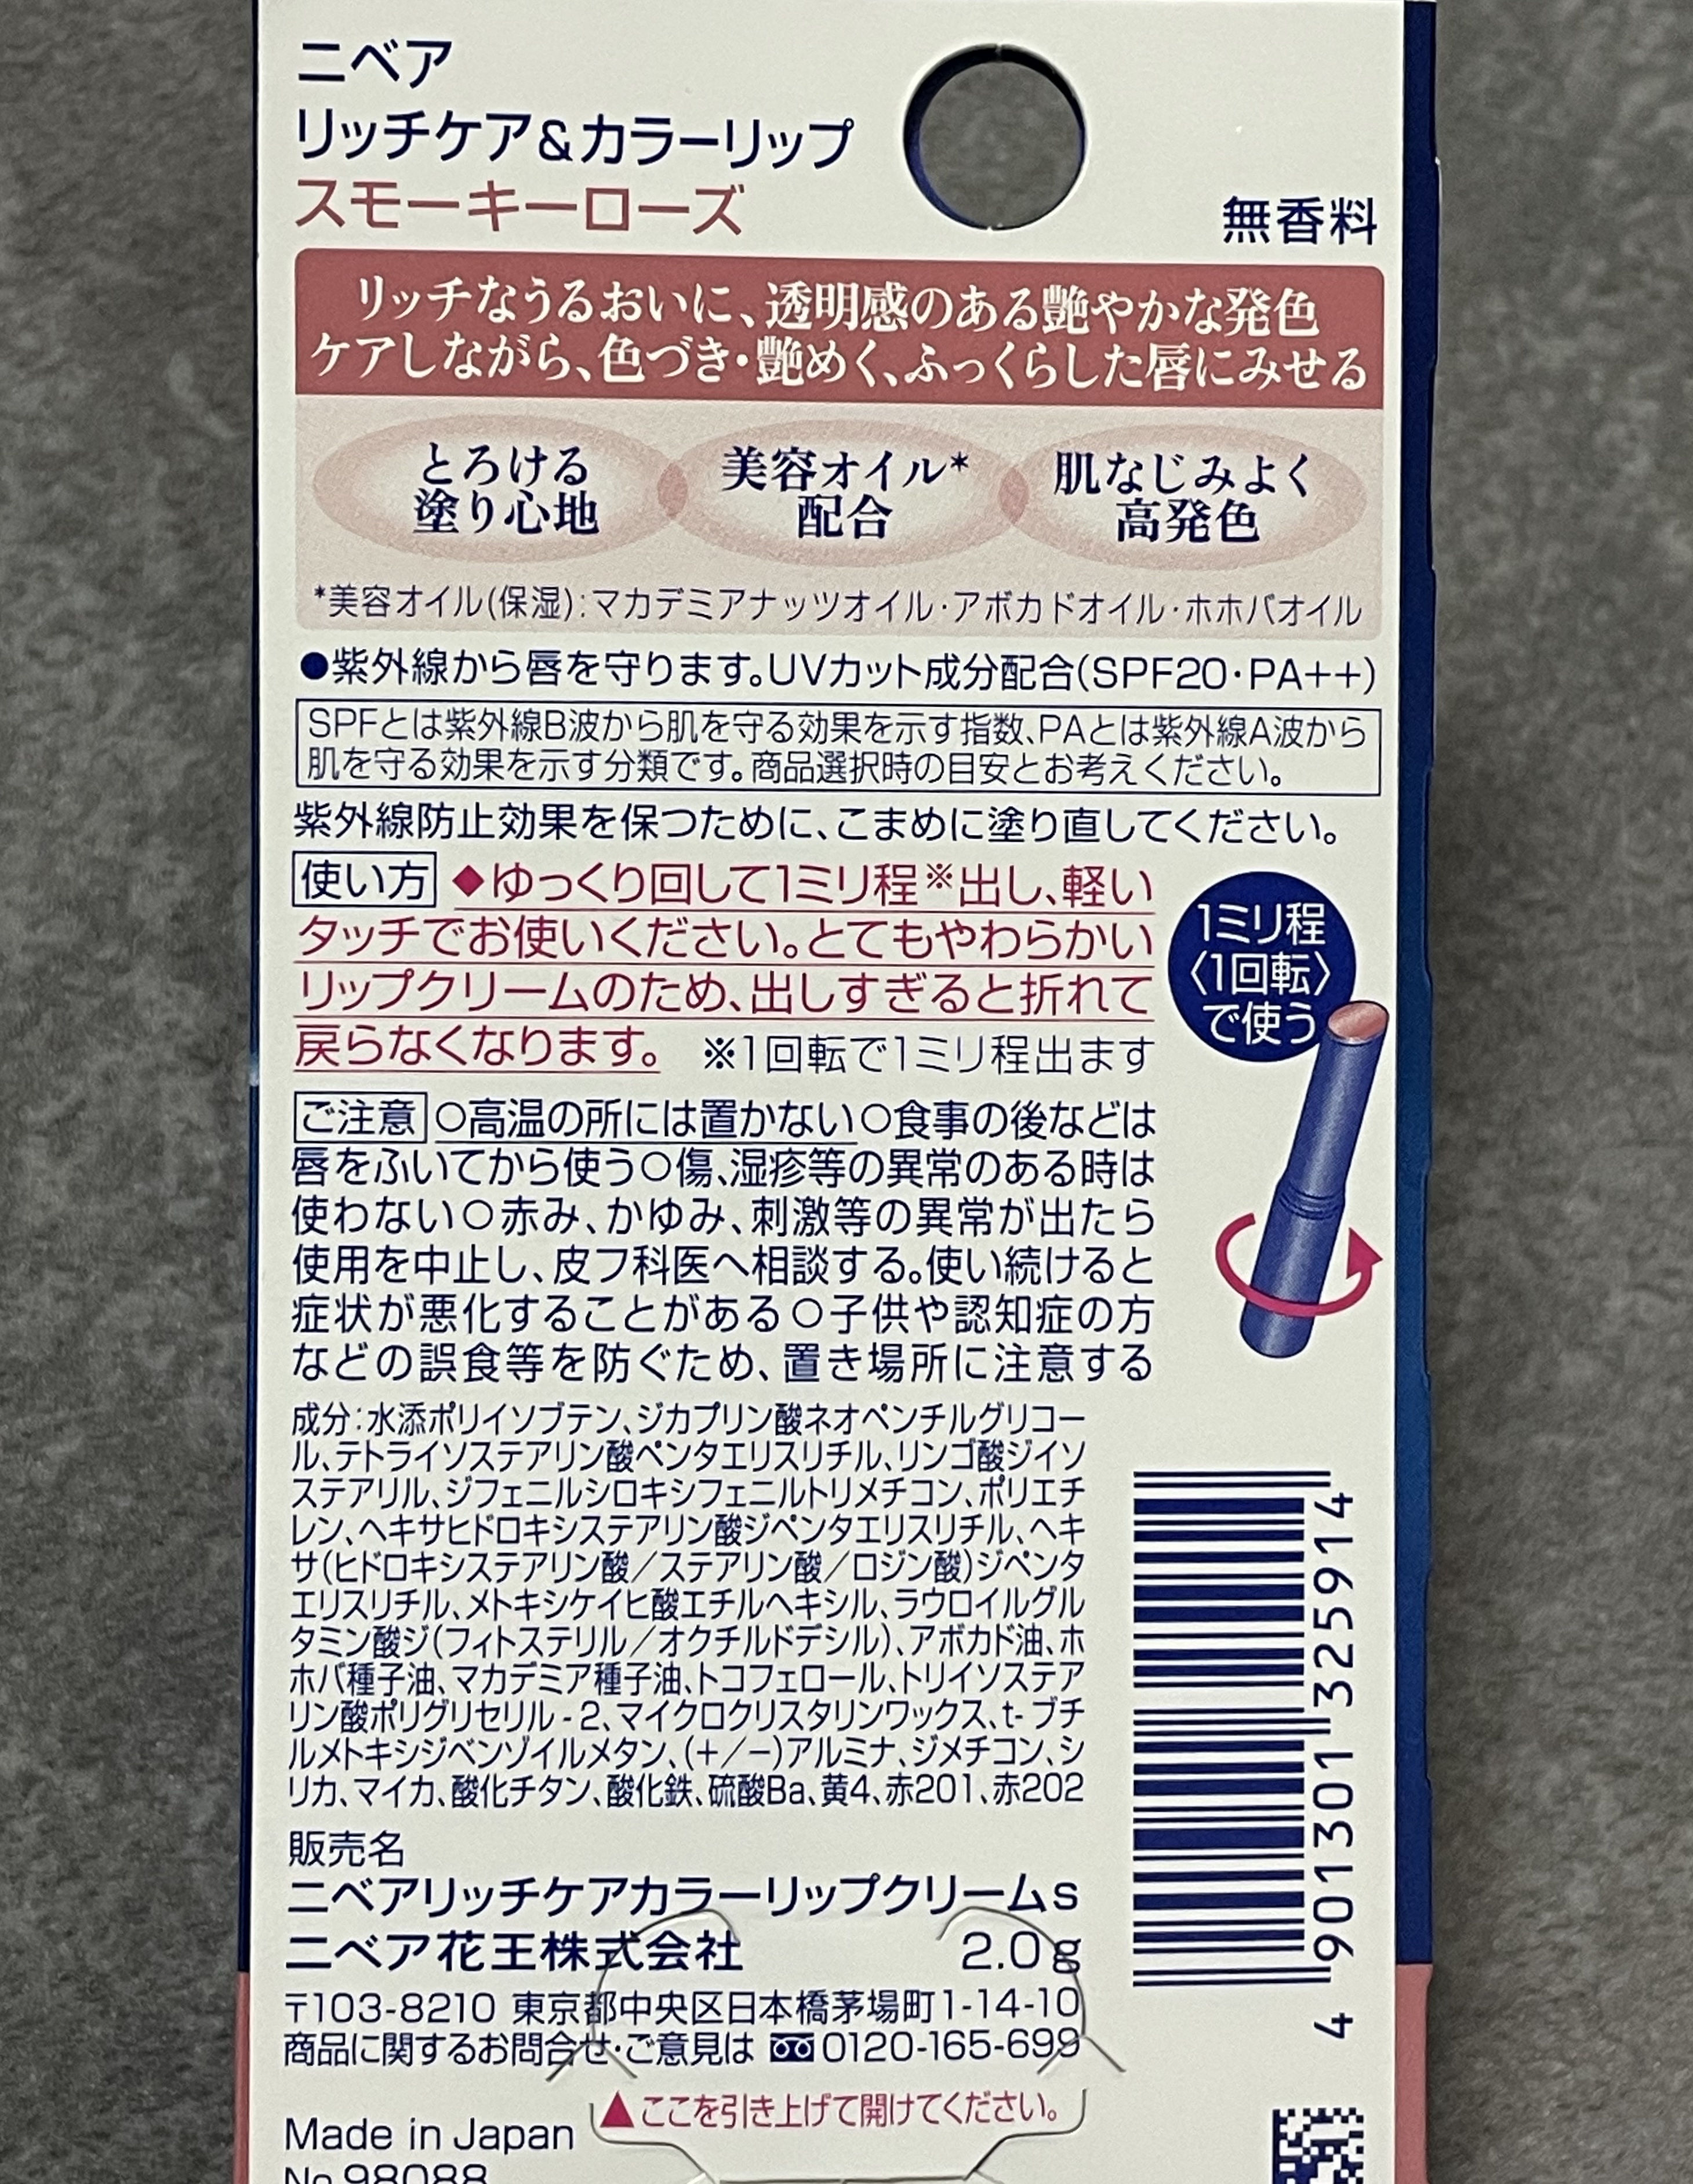 ニベア
リッチケア&カラーリップ
スモーキーローズ
無香料
リッチなうるおいに、透明感のある艶やかな発色
ケアしながら、色づき・艶めく、ふっくらした唇にみせる
とろける
塗り心地
美容オイル*
配合
肌なじみよく
高発色
*美容オイル(保湿):マカデミアナッツオイル・アボカドオイル・ホホバオイル
●紫外線から唇を守ります。UVカット成分配合(SPF20・PA++)
SPFとは紫外線B波から肌を守る効果を示す指数、PAとは紫外線A波から
肌を守る効果を示す分類です。商品選択時の目安とお考えください。
紫外線防止効果を保つために、こまめに塗り直してください。
使い方 ◆ゆっくり回して1ミリ程※出し、軽い
タッチでお使いください。とてもやわらかい
リップクリームのため、出しすぎると折れて
戻らなくなります。 ※1回転で1ミリ程出ます
1ミリ程
〈1回転〉
で使う
ご注意 ○高温の所には置かない○食事の後などは
唇をふいてから使う○傷、湿疹等の異常のある時は
使わない○赤み、かゆみ、刺激等の異常が出たら
使用を中止し、皮フ科医へ相談する。使い続けると
症状が悪化することがある○子供や認知症の方
などの誤食等を防ぐため、置き場所に注意する
成分:水添ポリイソブテン、ジカプリン酸ネオペンチルグリコー
ル、テトライソステアリン酸ペンタエリスリチル、リンゴ酸ジイソ
ステアリル、ジフェニルシロキシフェニルトリメチコン、ポリエチ
レン、ヘキサヒドロキシステアリン酸ジペンタエリスリチル、ヘキ
サ(ヒドロキシステアリン酸/ステアリン酸/ロジン酸)ジペンタ
エリスリチル、メトキシケイヒ酸エチルヘキシル、ラウロイルグル
タミン酸ジ(フィトステリル/オクチルドデシル)、アボカド油、ホ
ホバ種子油、マカデミア種子油、トコフェロール、トリイソステア
リン酸ポリグリセリル-2、マイクロクリスタリンワックス、t-ブチ
ルメトキシジベンゾイルメタン、(+/−)アルミナ、ジメチコン、シ
リカ、マイカ、酸化チタン、酸化鉄、硫酸Ba、黄4、赤201、赤202
4 901301 325914
販売名
ニベアリッチケアカラーリップクリームs
ニベア花王株式会社 2.0g
〒103-8210 東京都中央区日本橋茅場町1-14-10
商品に関するお問合せ・ご意見は 0120-165-699
▲ここを引き上げて開けてください。
Made in Japan
No.98088